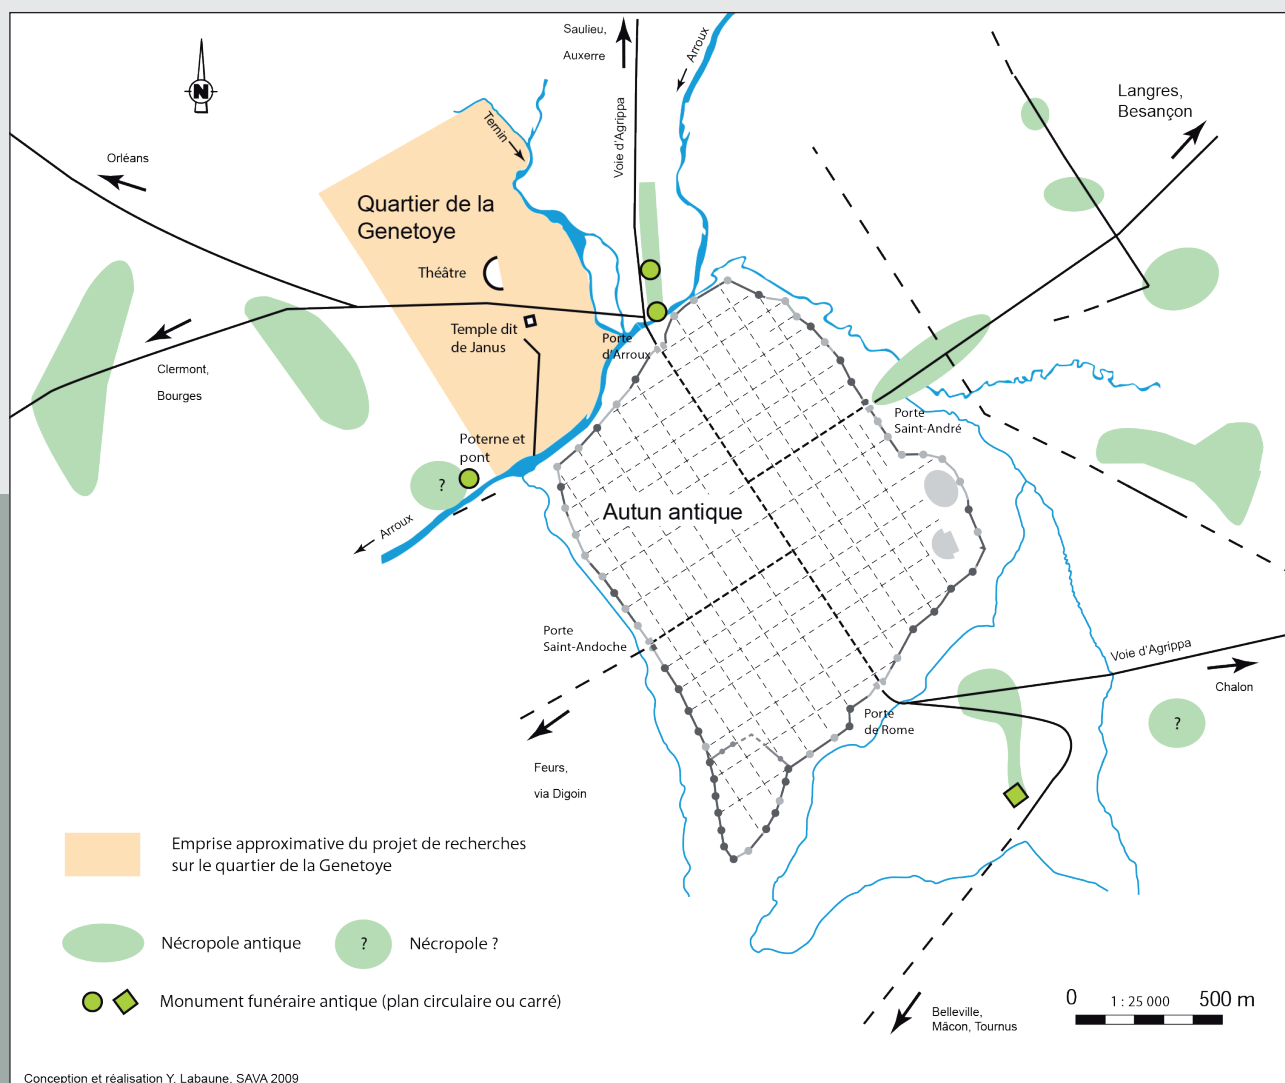 Saulieu,
Auxerre
Arroux
N
Voie d'Agrippa
Langres,
Besançon
Ternin
Orléans
Quartier de la
Genetoye
Théâtre
Temple dit
de Janus
Porte
d'Arroux
Clermont,
Bourges
Porte
Saint-André
Poterne et
pont
?
Autun antique
Arroux
Porte
Saint-Andoche
Voie d'Agrippa
Chalon
Porte
de Rome
?
Feurs,
via Digoin
Emprise approximative du projet de recherches
sur le quartier de la Genetoye
Nécropole antique
?
Nécropole ?
Monument funéraire antique (plan circulaire ou carré)
0 1 : 25 000 500 m
Belleville,
Mâcon, Tournus
Conception et réalisation Y. Labaune, SAVA 2009